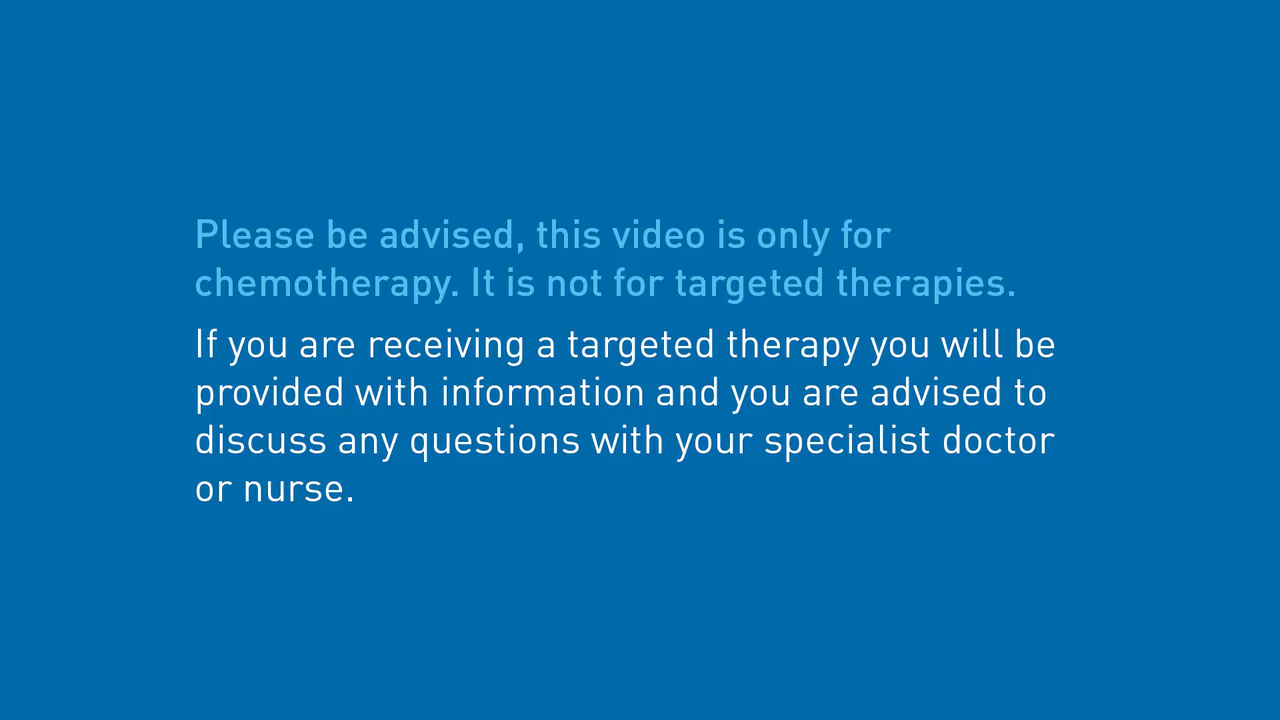 Please be advised, this video is only for
chemotherapy. It is not for targeted therapies.
If you are receiving a targeted therapy you will be
provided with information and you are advised to
discuss any questions with your specialist doctor
or nurse.